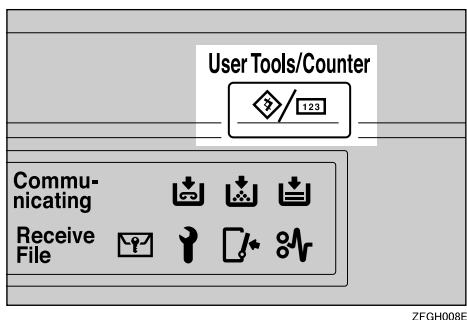 User Tools/Counter
123
Commu-
nicating
Receive
File
ZFGH008E